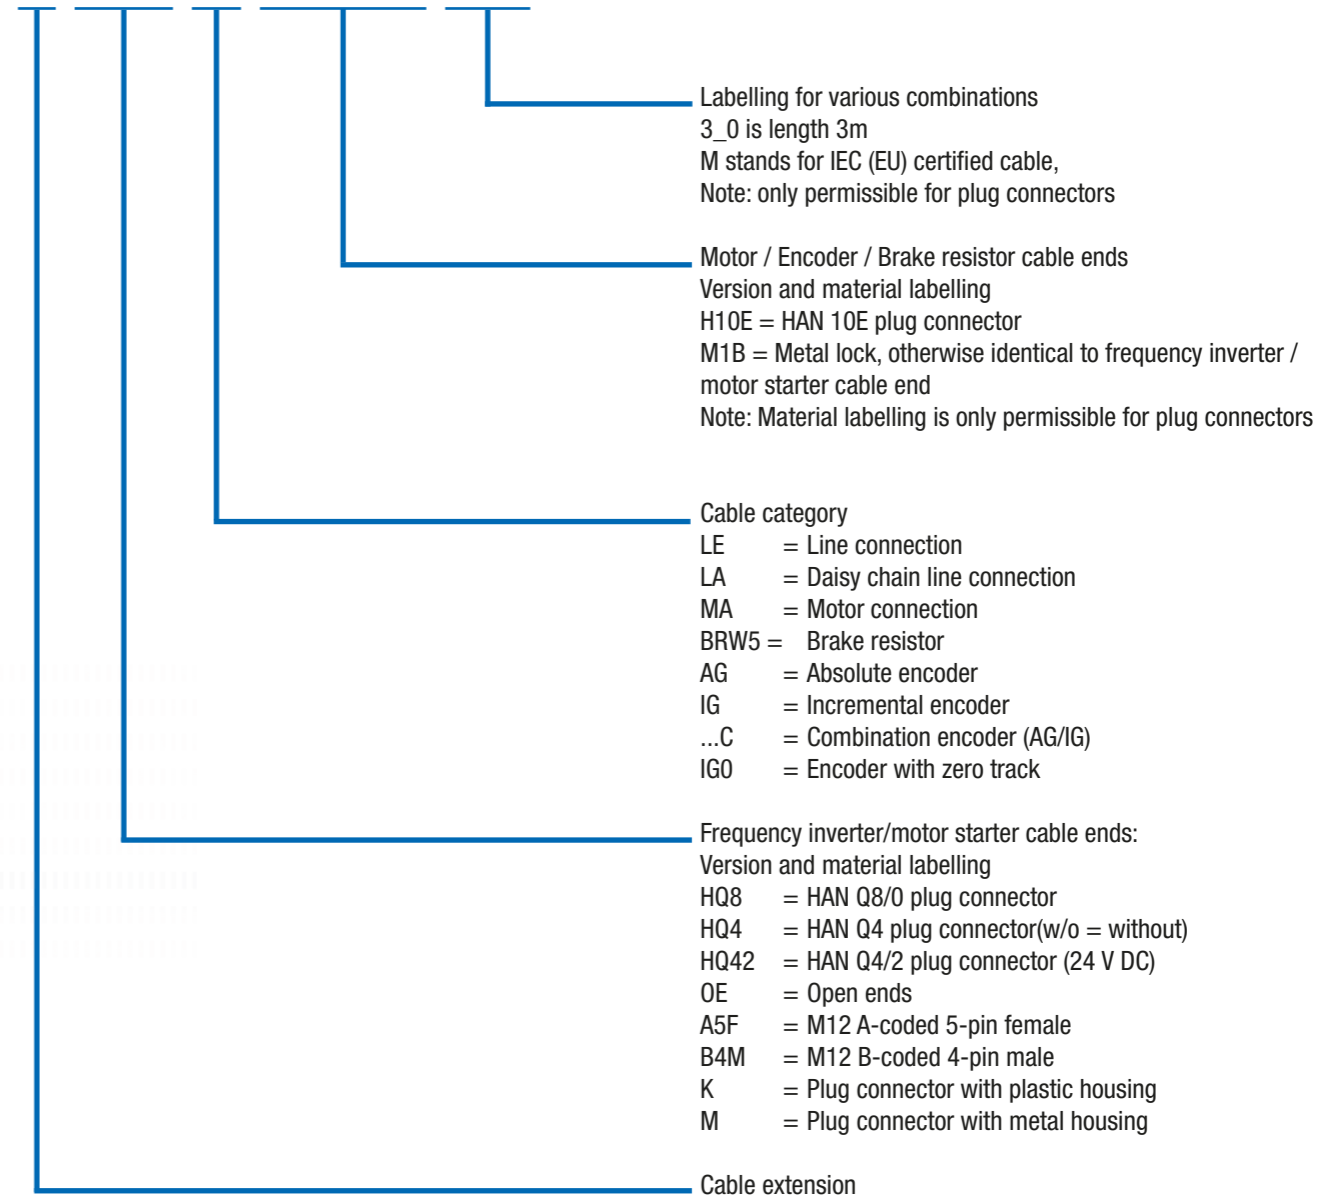 Labelling for various combinations
3_0 is length 3m
M stands for IEC (EU) certified cable,
Note: only permissible for plug connectors
Motor / Encoder / Brake resistor cable ends
Version and material labelling
H10E = HAN 10E plug connector
M1B = Metal lock, otherwise identical to frequency inverter /
motor starter cable end
Note: Material labelling is only permissible for plug connectors
Cable category
LE = Line connection
LA = Daisy chain line connection
MA = Motor connection
BRW5 = Brake resistor
AG = Absolute encoder
IG = Incremental encoder
...C = Combination encoder (AG/IG)
IG0 = Encoder with zero track
Frequency inverter/motor starter cable ends:
Version and material labelling
HQ8 = HAN Q8/0 plug connector
HQ4 = HAN Q4 plug connector(w/o = without)
HQ42 = HAN Q4/2 plug connector (24 V DC)
OE = Open ends
A5F = M12 A-coded 5-pin female
B4M = M12 B-coded 4-pin male
K = Plug connector with plastic housing
M = Plug connector with metal housing
Cable extension